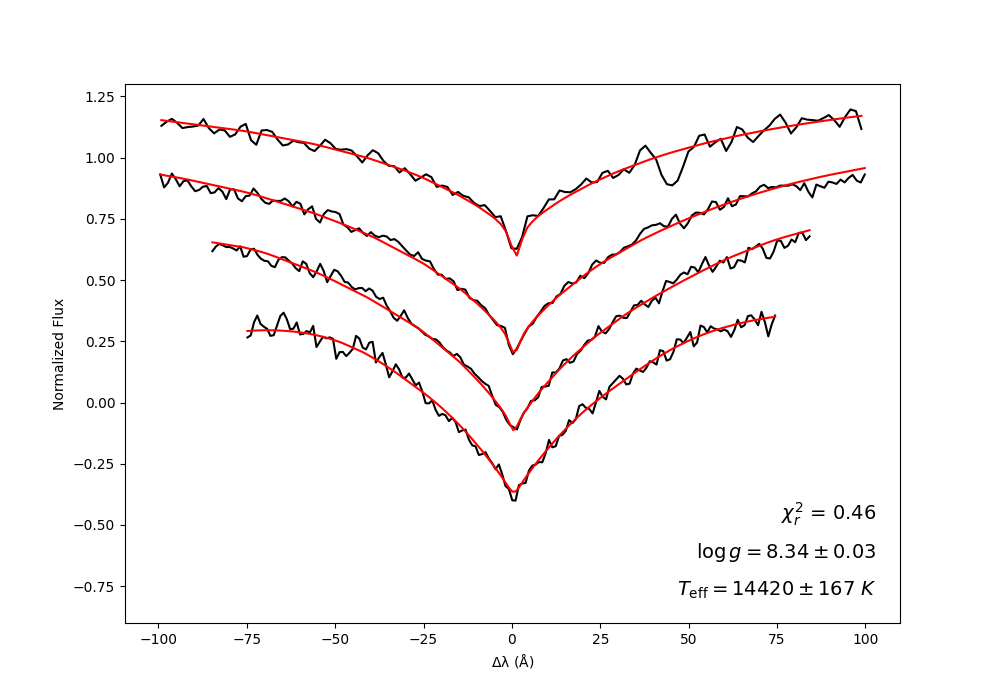 1.25
1.00
0.75
0.50
0.25
0.00
−0.25
−0.50
−0.75
Normalized Flux
χ²ᵣ = 0.46
log g = 8.34 ± 0.03
T_eff = 14420 ± 167 K
−100 −75 −50 −25 0 25 50 75 100
Δλ (Å)